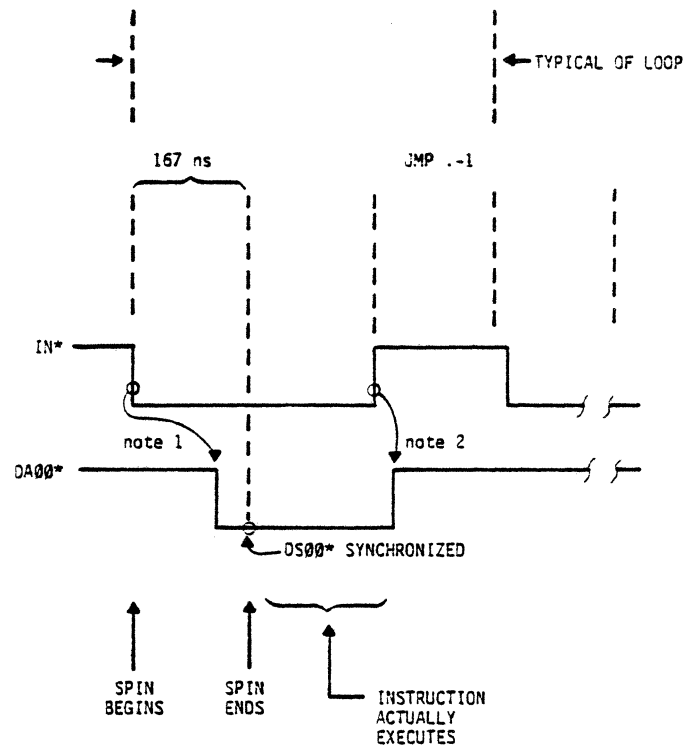 TYPICAL OF LOOP
167 ns
JMP .-1
IN*
note 1
note 2
DA00*
DS00* SYNCHRONIZED
SPIN
BEGINS
SPIN
ENDS
INSTRUCTION
ACTUALLY
EXECUTES